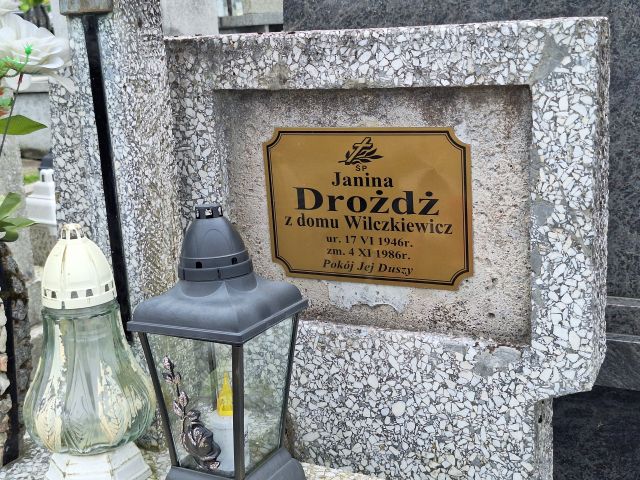 ŚP
Janina
Drożdż
z domu Wilczkiewicz
ur. 17 VI 1946r.
zm. 4 XI 1986r.
Pokój Jej Duszy